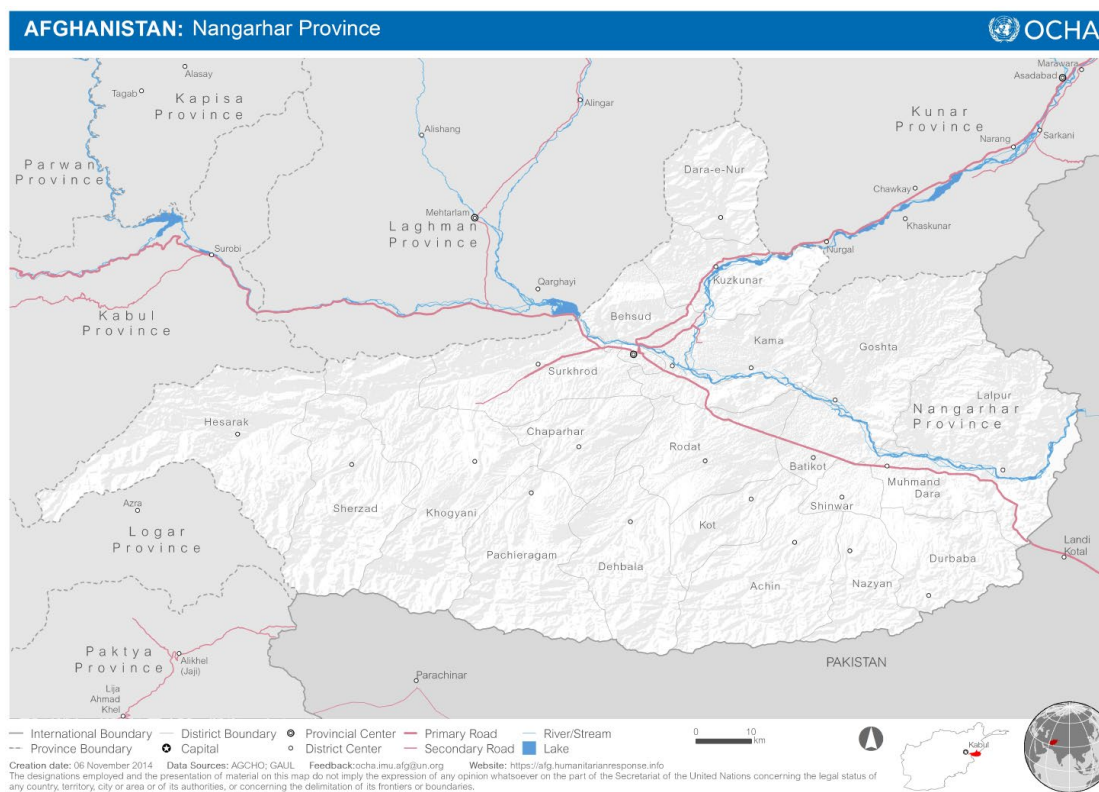 AFGHANISTAN: Nangarhar Province
OCHA
Alasay
Tagab
Kapisa
Province
Parwan
Province
Alishang
Alingar
Mehtarlam
Laghman
Province
Surobi
Qarghayi
Kabul
Province
Marawara
Asadabad
Kunar
Province
Narang
Sarkani
Chawkay
Khaskunar
Nurgal
Dara-e-Nur
Kuzkunar
Behsud
Kama
Goshta
Surkhrod
Lalpur
Nangarhar
Province
Hesarak
Chaparhar
Rodat
Batikot
Muhmand
Dara
Sherzad
Khogyani
Shinwar
Kot
Pachieragam
Dehbala
Achin
Nazyan
Durbaba
Azra
Logar
Province
Landi
Kotal
Paktya
Province
Alikhel
(Jaji)
Lija
Ahmad
Khel
Parachinar
PAKISTAN
International Boundary
District Boundary
Provincial Center
Primary Road
River/Stream
Province Boundary
Capital
District Center
Secondary Road
Lake
0 10
km
Kabul
Creation date: 06 November 2014 Data Sources: AGCHO; GAUL Feedback:ocha.imu.afg@un.org Website: https://afg.humanitarianresponse.info
The designations employed and the presentation of material on this map do not imply the expression of any opinion whatsoever on the part of the Secretariat of the United Nations concerning the legal status of
any country, territory, city or area or of its authorities, or concerning the delimitation of its frontiers or boundaries.